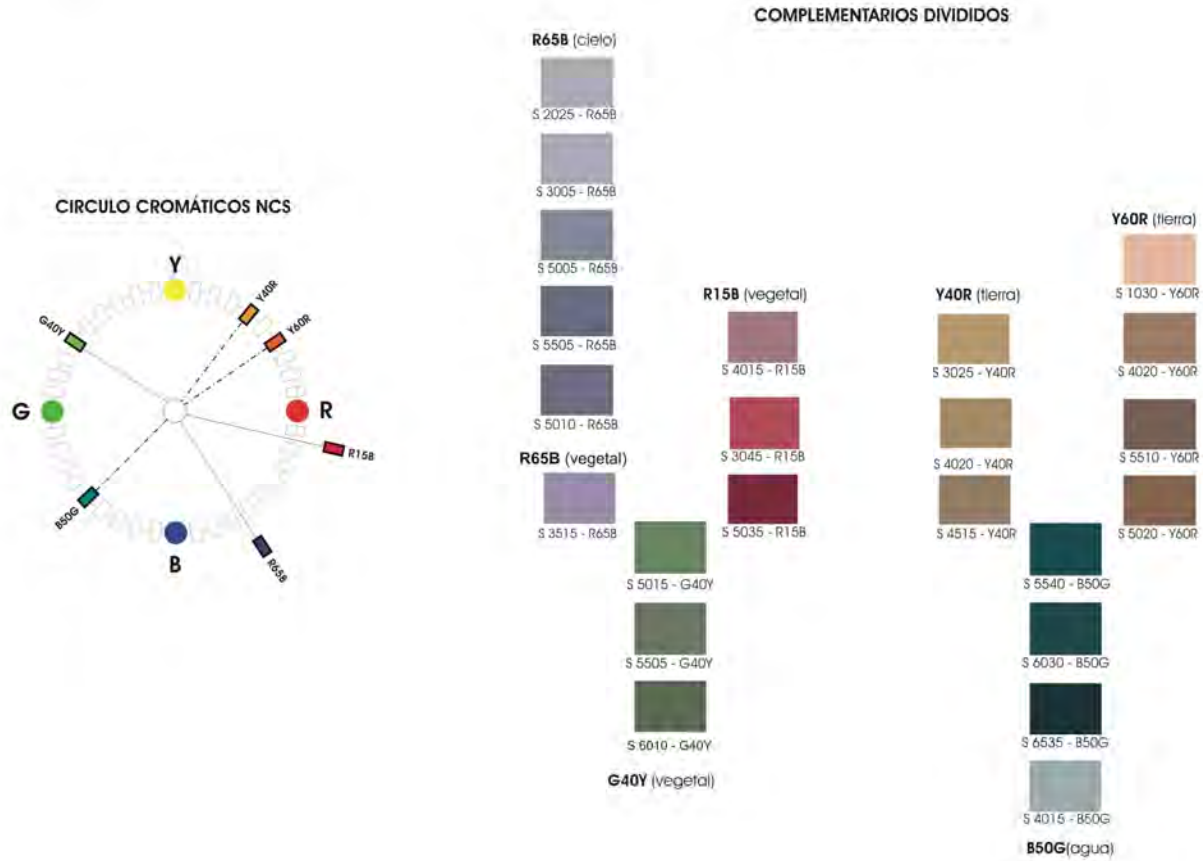 COMPLEMENTARIOS DIVIDIDOS
CIRCULO CROMÁTICOS NCS
Y
Y40R
Y60R
G40Y
G
R
R15B
B50G
B
R65B
R65B (cielo)
S 2025 - R65B
S 3005 - R65B
S 5005 - R65B
S 5505 - R65B
S 5010 - R65B
R65B (vegetal)
S 3515 - R65B
S 5015 - G40Y
S 5505 - G40Y
S 6010 - G40Y
G40Y (vegetal)
R15B (vegetal)
S 4015 - R15B
S 3045 - R15B
S 5035 - R15B
Y40R (tierra)
S 3025 - Y40R
S 4020 - Y40R
S 4515 - Y40R
S 5540 - B50G
S 6030 - B50G
S 6535 - B50G
S 4015 - B50G
B50G(agua)
Y60R (tierra)
S 1030 - Y60R
S 4020 - Y60R
S 5510 - Y60R
S 5020 - Y60R